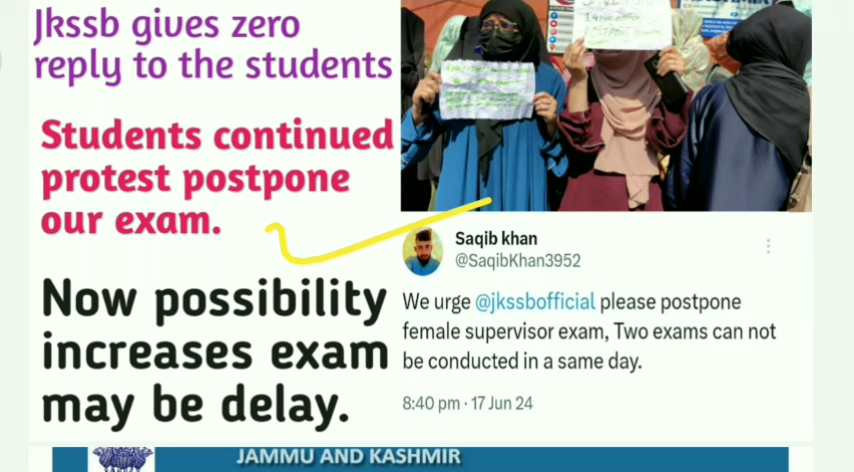 Jkssb gives zero
reply to the students
Students continued
protest postpone
our exam.
Now possibility
increases exam
may be delay.
Saqib khan
@SaqibKhan3952
We urge @jkssbofficial please postpone
female supervisor exam, Two exams can not
be conducted in a same day.
8:40 pm · 17 Jun 24
JAMMU AND KASHMIR